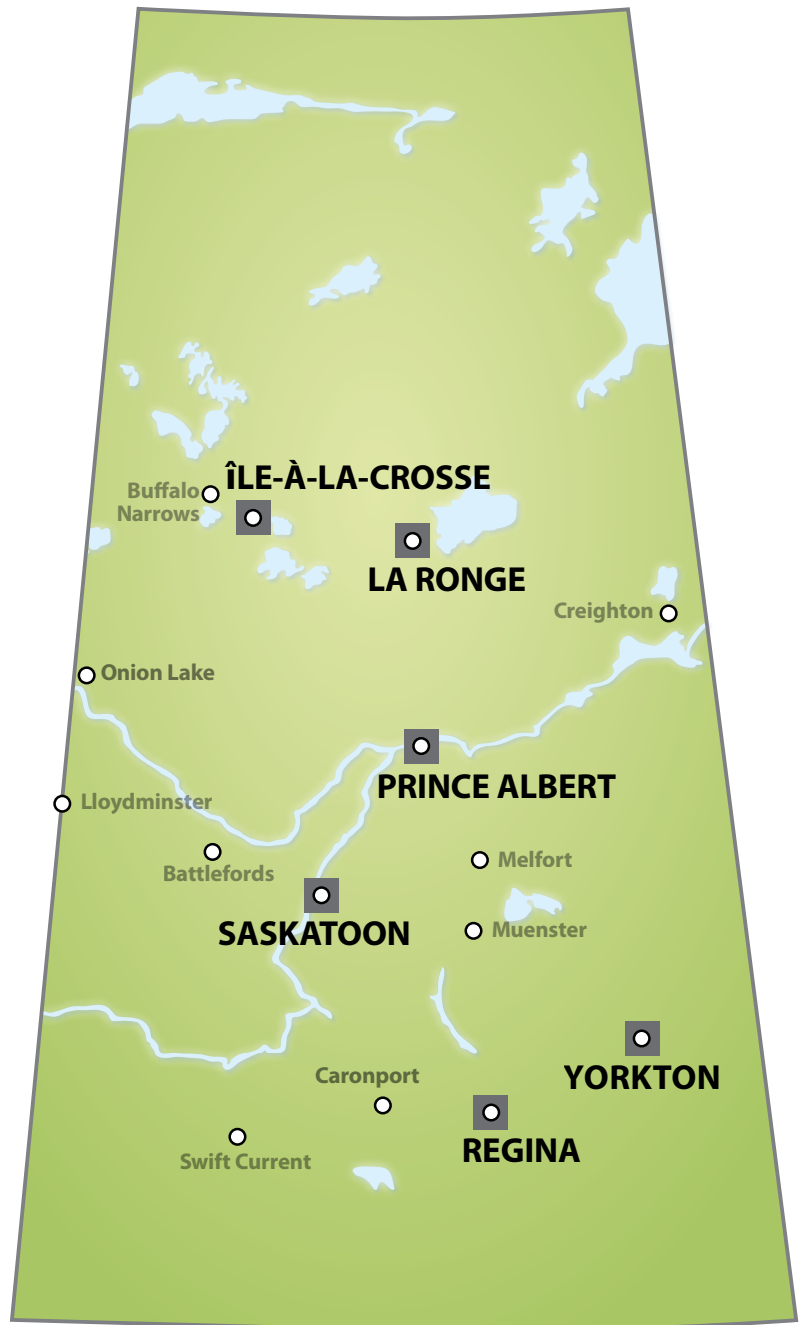 ÎLE-À-LA-CROSSE
Buffalo
Narrows
LA RONGE
Creighton
Onion Lake
PRINCE ALBERT
Lloydminster
Melfort
Battlefords
SASKATOON
Muenster
Caronport
YORKTON
REGINA
Swift Current